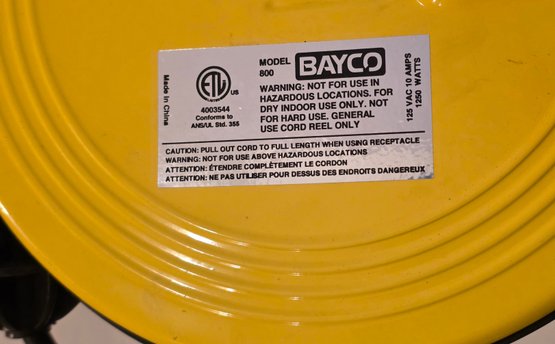 Made in China
ETL
US
4003544
Conforms to
ANS/UL Std. 355
MODEL
800
BAYCO
WARNING: NOT FOR USE IN
HAZARDOUS LOCATIONS. FOR
DRY INDOOR USE ONLY. NOT
FOR HARD USE. GENERAL
USE CORD REEL ONLY
125 VAC 10 AMPS
1250 WATTS
CAUTION: PULL OUT CORD TO FULL LENGTH WHEN USING RECEPTACLE
WARNING: NOT FOR USE ABOVE HAZARDOUS LOCATIONS
ATTENTION: ÉTENDRE COMPLÈTEMENT LE CORDON
ATTENTION: NE PAS UTILISER POUR DESSUS DES ENDROITS DANGEREUX